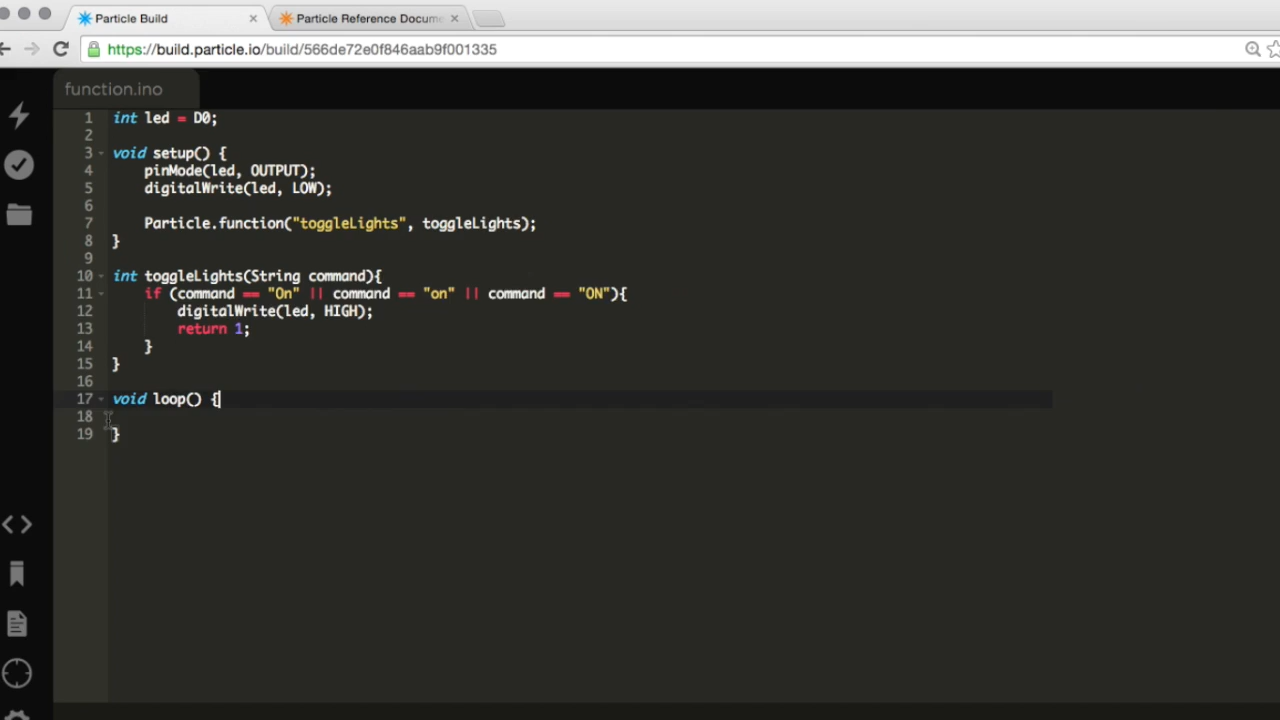 Particle Build
Particle Reference Docume
https://build.particle.io/build/566de72e0f846aab9f001335
function.ino
1 int led = D0;
2
3 void setup() {
4 pinMode(led, OUTPUT);
5 digitalWrite(led, LOW);
6
7 Particle.function("toggleLights", toggleLights);
8 }
9
10 int toggleLights(String command){
11 if (command == "On" || command == "on" || command == "ON"){
12 digitalWrite(led, HIGH);
13 return 1;
14 }
15 }
16
17 void loop() {
18
19 }